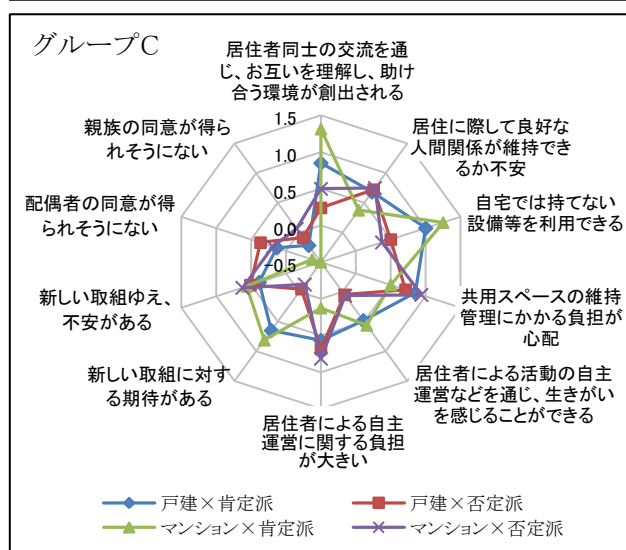 グループC
居住者同士の交流を通
じ、お互いを理解し、助け
合う環境が創出される
居住に際して良好な
人間関係が維持でき
るか不安
自宅では持てない
設備等を利用できる
共用スペースの維持
管理にかかる負担が
心配
居住者による活動の自主
運営などを通じ、生きがい
を感じることができる
居住者による自主
運営に関する負担
が大きい
新しい取組に対す
る期待がある
新しい取組ゆえ、
不安がある
配偶者の同意が得
られそうにない
親族の同意が得ら
れそうにない
1.5
1.0
0.5
0.0
−0.5
戸建×肯定派
戸建×否定派
マンション×肯定派
マンション×否定派